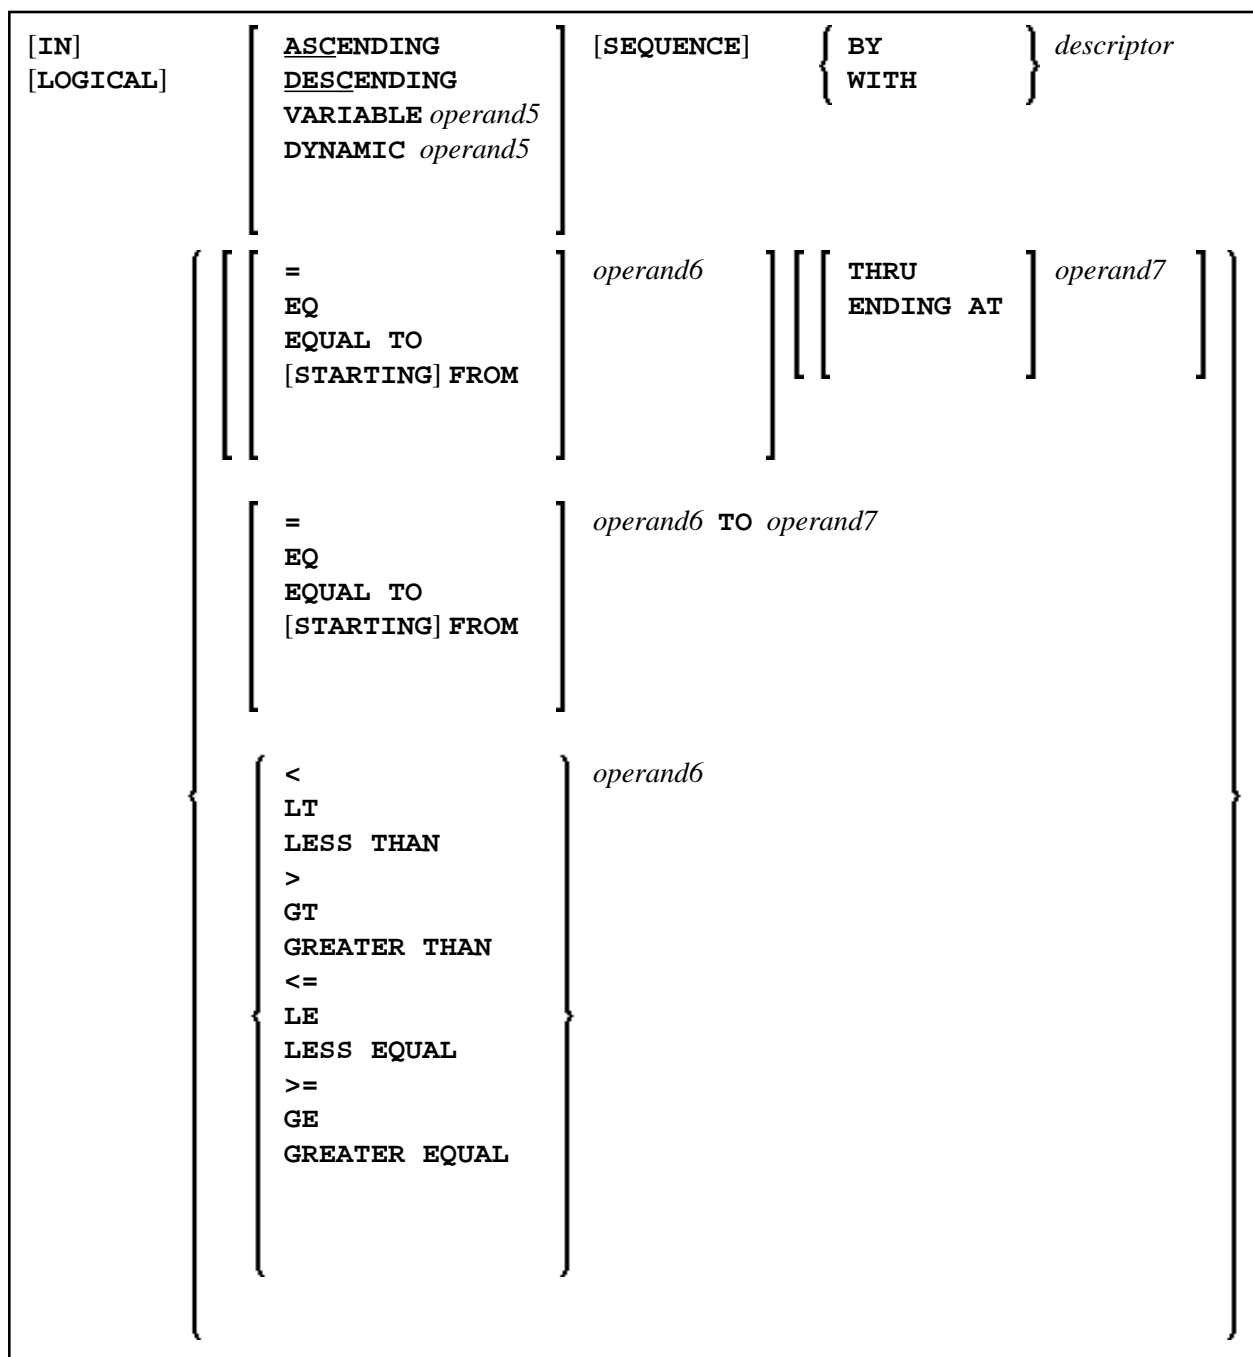 [IN] ASCENDING [SEQUENCE] BY descriptor
[LOGICAL] DESCENDING WITH
VARIABLE operand5
DYNAMIC operand5
= operand6 THRU operand7
EQ ENDING AT
EQUAL TO
[STARTING] FROM
= operand6 TO operand7
EQ
EQUAL TO
[STARTING] FROM
< operand6
LT
LESS THAN
>
GT
GREATER THAN
<=
LE
LESS EQUAL
>=
GE
GREATER EQUAL